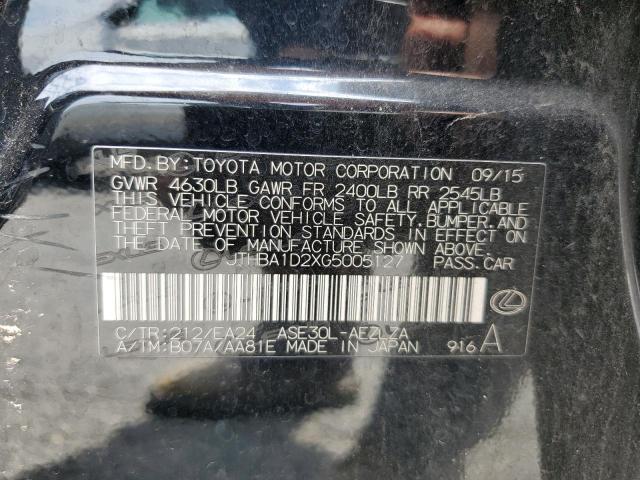 MFD. BY: TOYOTA MOTOR CORPORATION 09/15
GVWR 4630LB GAWR FR 2400LB RR 2545LB
THIS VEHICLE CONFORMS TO ALL APPLICABLE
FEDERAL MOTOR VEHICLE SAFETY, BUMPER, AND
THEFT PREVENTION STANDARDS IN EFFECT ON
THE DATE OF MANUFACTURE SHOWN ABOVE.
JTHBA1D2XG5005127 PASS. CAR
C/TR: 212/EA24 ASE30L-AEZLZA
A/TM: B07A/AA81E MADE IN JAPAN 916 A